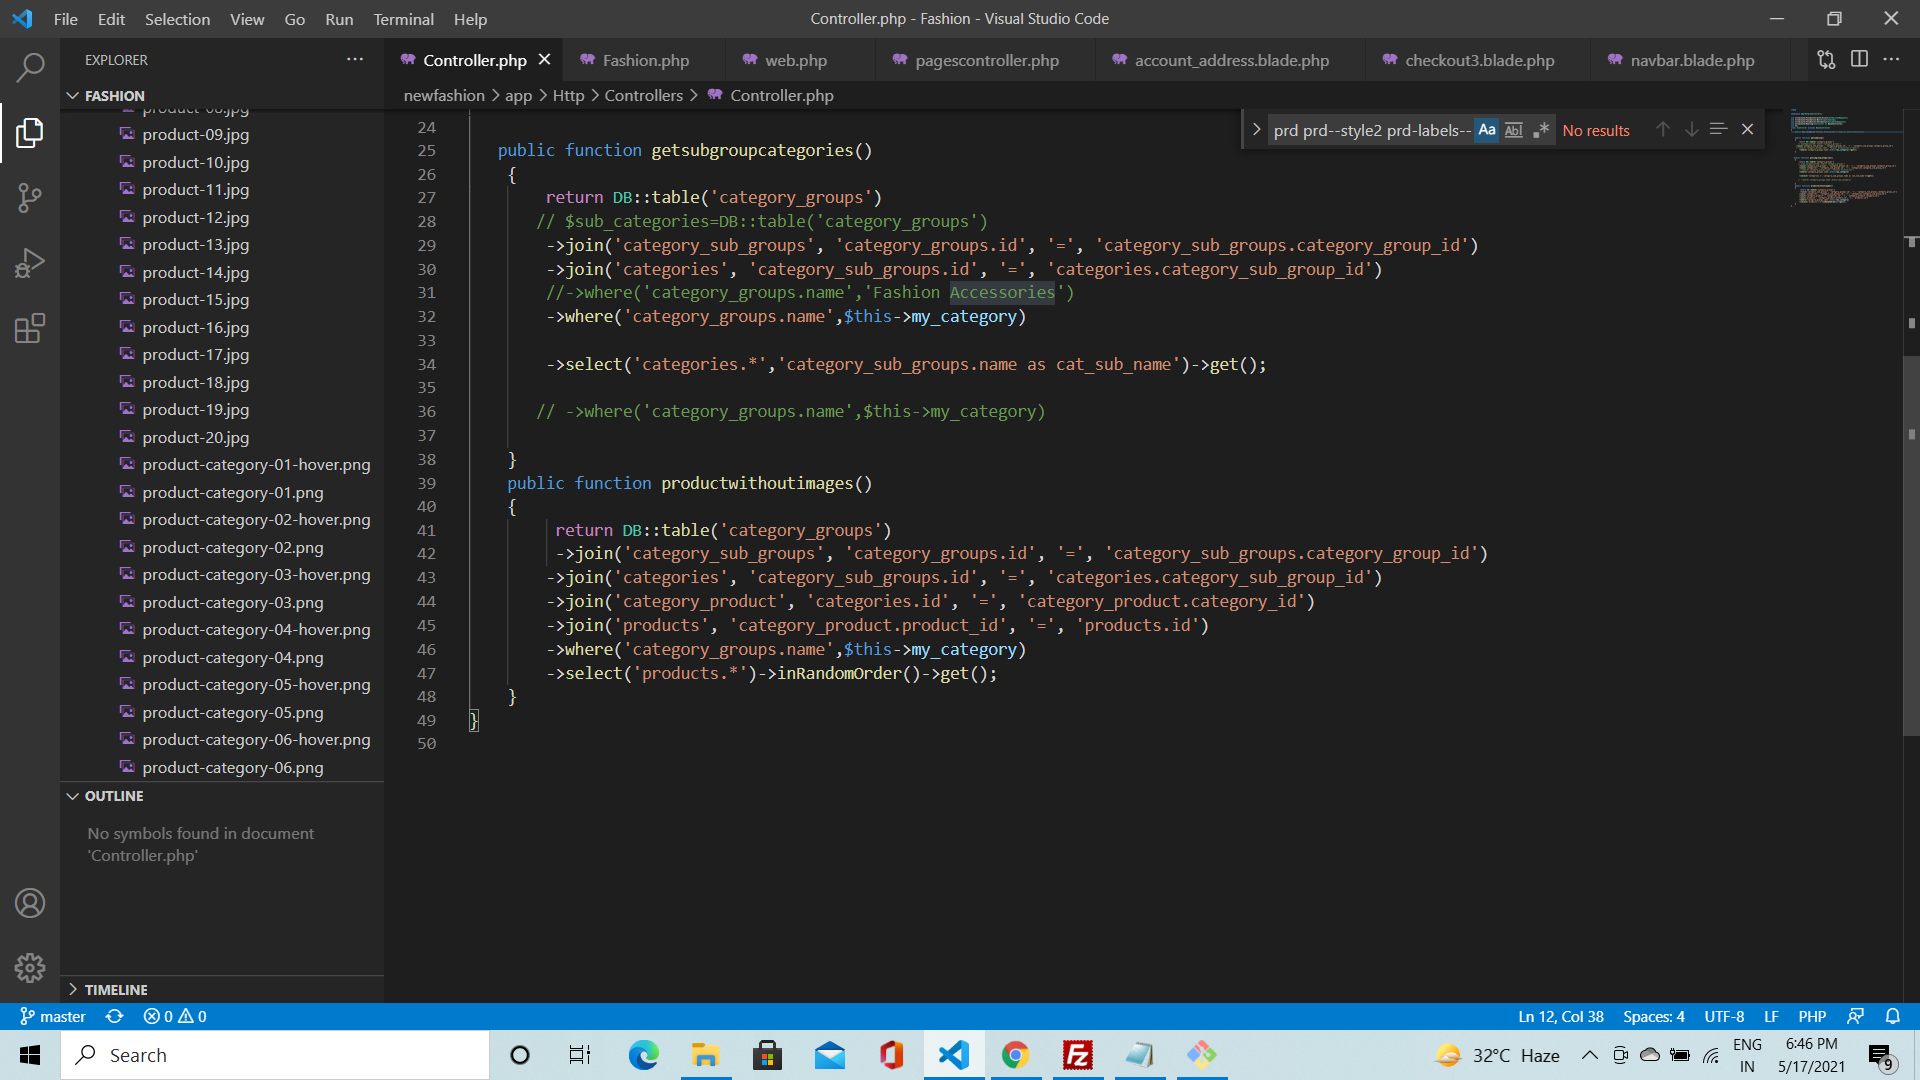 File Edit Selection View Go Run Terminal Help
Controller.php - Fashion - Visual Studio Code
EXPLORER
Controller.php
Fashion.php
web.php
pagescontroller.php
account_address.blade.php
checkout3.blade.php
navbar.blade.php
FASHION
newfashion > app > Http > Controllers > Controller.php
prd prd--style2 prd-labels-- Aa Abl .* No results
product-08.jpg
product-09.jpg
product-10.jpg
product-11.jpg
product-12.jpg
product-13.jpg
product-14.jpg
product-15.jpg
product-16.jpg
product-17.jpg
product-18.jpg
product-19.jpg
product-20.jpg
product-category-01-hover.png
product-category-01.png
product-category-02-hover.png
product-category-02.png
product-category-03-hover.png
product-category-03.png
product-category-04-hover.png
product-category-04.png
product-category-05-hover.png
product-category-05.png
product-category-06-hover.png
product-category-06.png
OUTLINE
No symbols found in document
'Controller.php'
TIMELINE
24
25 public function getsubgroupcategories()
26 {
27 return DB::table('category_groups')
28 // $sub_categories=DB::table('category_groups')
29 ->join('category_sub_groups', 'category_groups.id', '=', 'category_sub_groups.category_group_id')
30 ->join('categories', 'category_sub_groups.id', '=', 'categories.category_sub_group_id')
31 //->where('category_groups.name','Fashion Accessories')
32 ->where('category_groups.name',$this->my_category)
33
34 ->select('categories.*','category_sub_groups.name as cat_sub_name')->get();
35
36 // ->where('category_groups.name',$this->my_category)
37
38 }
39 public function productwithoutimages()
40 {
41 return DB::table('category_groups')
42 ->join('category_sub_groups', 'category_groups.id', '=', 'category_sub_groups.category_group_id')
43 ->join('categories', 'category_sub_groups.id', '=', 'categories.category_sub_group_id')
44 ->join('category_product', 'categories.id', '=', 'category_product.category_id')
45 ->join('products', 'category_product.product_id', '=', 'products.id')
46 ->where('category_groups.name',$this->my_category)
47 ->select('products.*')->inRandomOrder()->get();
48 }
49 }
50
master 0 0
Ln 12, Col 38 Spaces: 4 UTF-8 LF PHP
Search
32°C Haze
ENG
IN
6:46 PM
5/17/2021
9